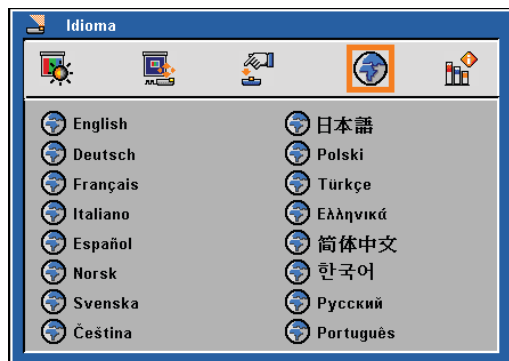 Idioma
English
Deutsch
Français
Italiano
Español
Norsk
Svenska
Čeština
日本語
Polski
Türkçe
Ελληνικά
简体中文
한국어
Русский
Português